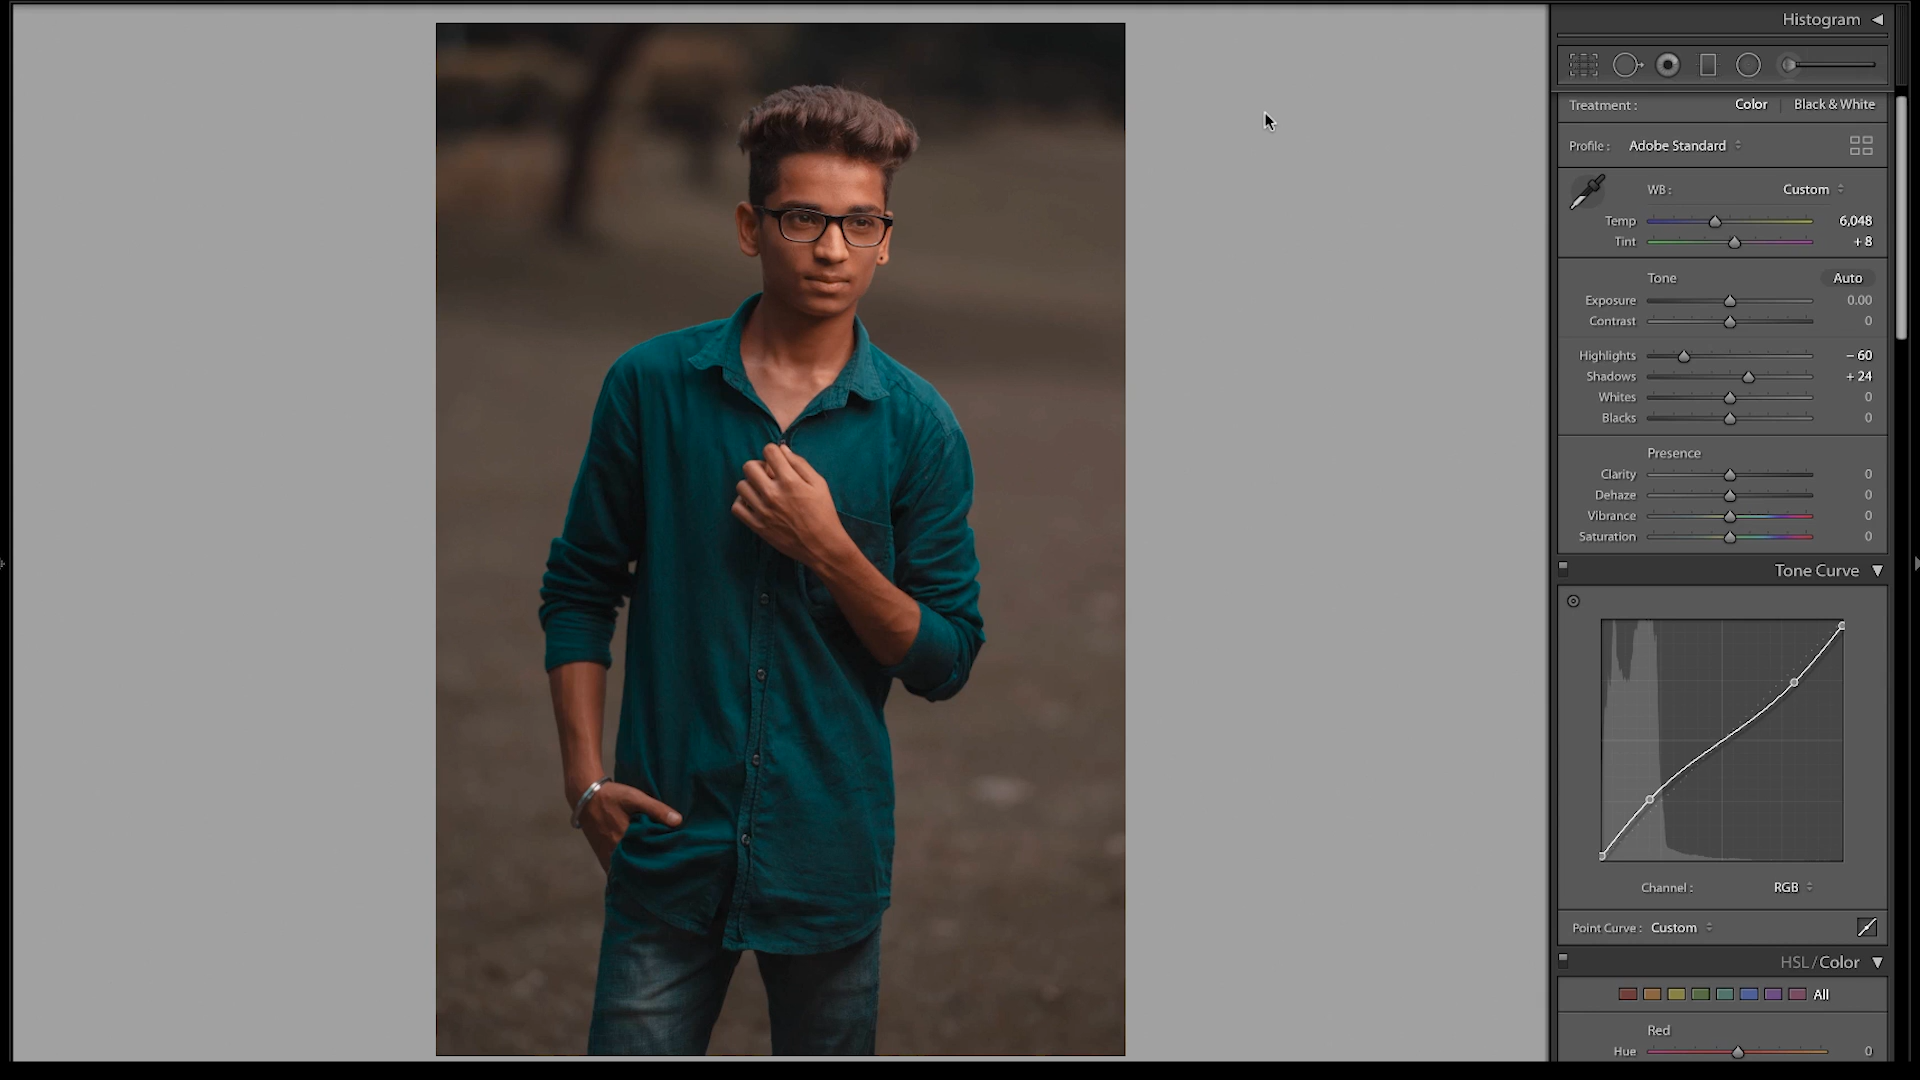 Histogram
Treatment : Color Black & White
Profile : Adobe Standard
WB : Custom
Temp 6,048
Tint + 8
Tone Auto
Exposure 0.00
Contrast 0
Highlights − 60
Shadows + 24
Whites 0
Blacks 0
Presence
Clarity 0
Dehaze 0
Vibrance 0
Saturation 0
Tone Curve
Channel : RGB
Point Curve : Custom
HSL / Color
All
Red
Hue 0